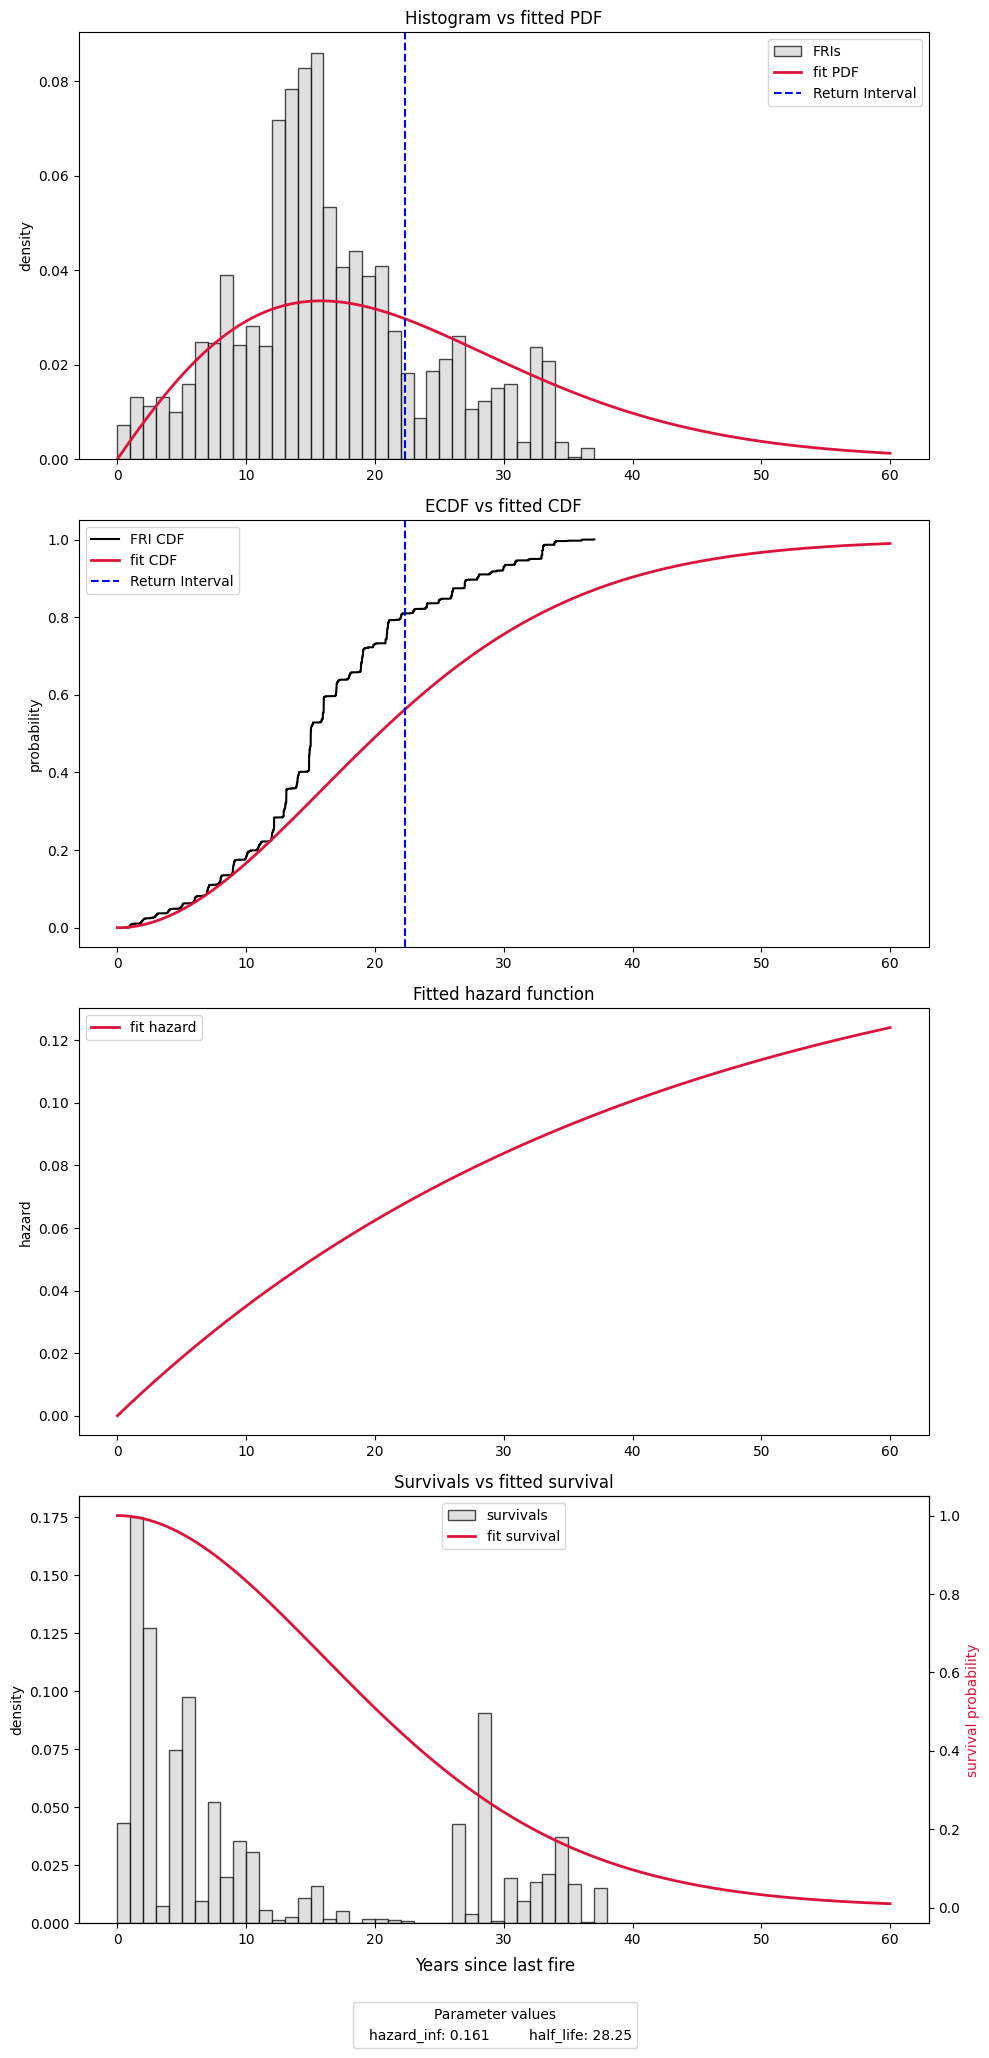 Histogram vs fitted PDF
FRIs
fit PDF
Return Interval
density
0.08
0.06
0.04
0.02
0.00
0 10 20 30 40 50 60
ECDF vs fitted CDF
FRI CDF
fit CDF
Return Interval
probability
1.0
0.8
0.6
0.4
0.2
0.0
0 10 20 30 40 50 60
Fitted hazard function
fit hazard
hazard
0.12
0.10
0.08
0.06
0.04
0.02
0.00
0 10 20 30 40 50 60
Survivals vs fitted survival
survivals
fit survival
density
0.175
0.150
0.125
0.100
0.075
0.050
0.025
0.000
1.0
0.8
0.6
0.4
0.2
0.0
survival probability
0 10 20 30 40 50 60
Years since last fire
Parameter values
hazard_inf: 0.161 half_life: 28.25